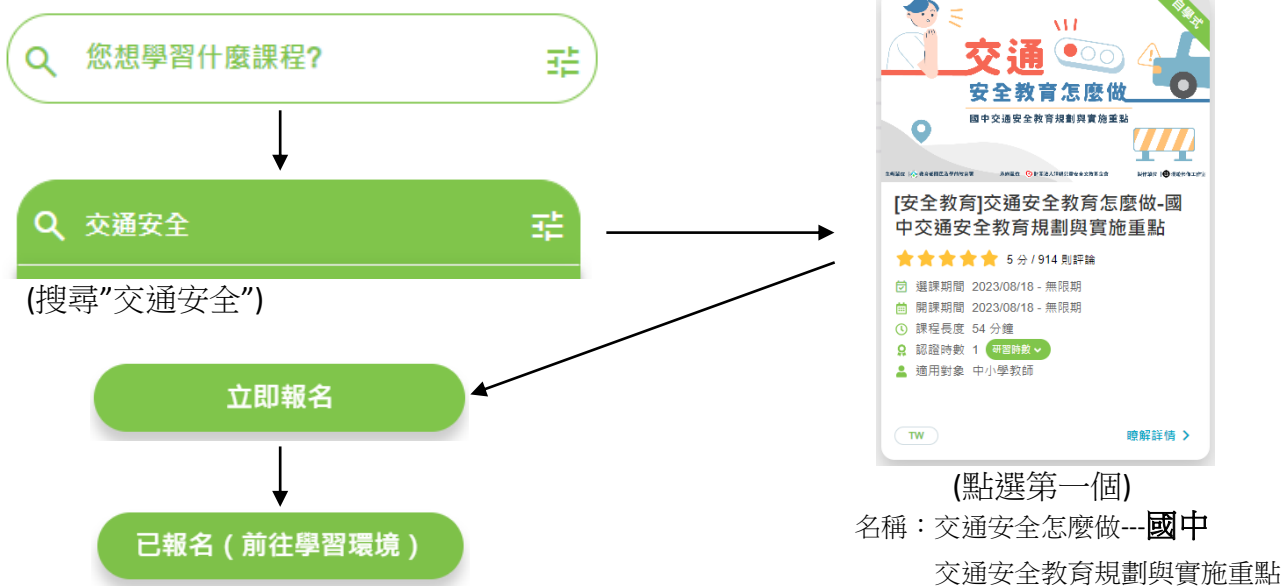 您想學習什麼課程?
交通安全
(搜尋”交通安全”)
立即報名
已報名（前往學習環境）
自學式
交通
安全教育怎麼做
國中交通安全教育規劃與實施重點
[安全教育]交通安全教育怎麼做-國
中交通安全教育規劃與實施重點
5 分 / 914 則評論
選課期間 2023/08/18 - 無限期
開課期間 2023/08/18 - 無限期
課程長度 54 分鐘
認證時數 1 研習時數
適用對象 中小學教師
TW
瞭解詳情
(點選第一個)
名稱：交通安全怎麼做---國中
交通安全教育規劃與實施重點